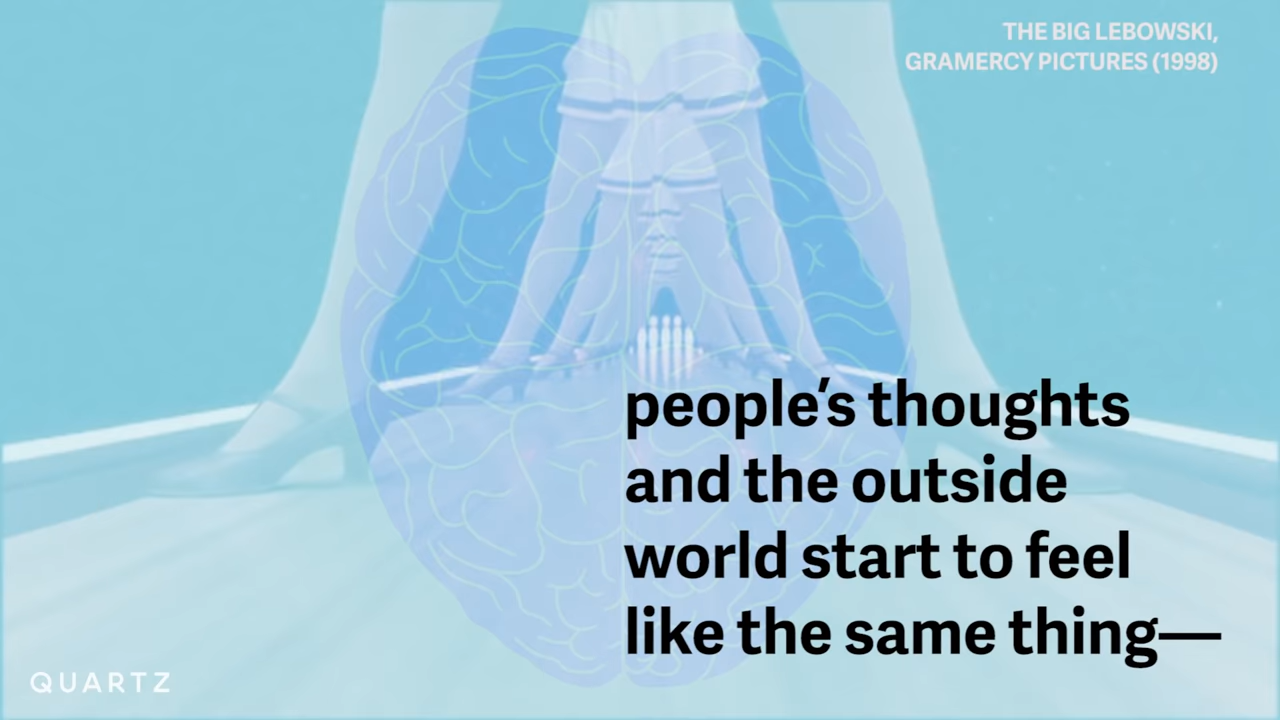 THE BIG LEBOWSKI,
GRAMERCY PICTURES (1998)
people’s thoughts
and the outside
world start to feel
like the same thing—
QUARTZ